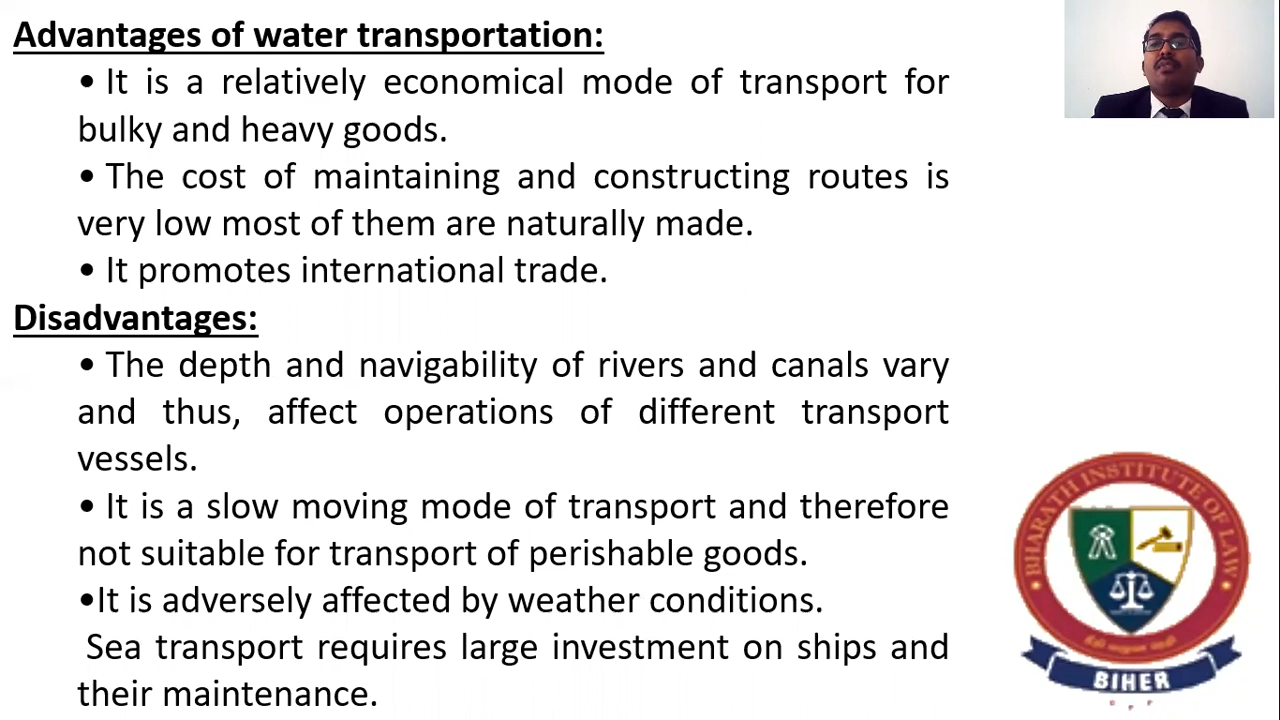 Advantages of water transportation:
• It is a relatively economical mode of transport for
bulky and heavy goods.
• The cost of maintaining and constructing routes is
very low most of them are naturally made.
• It promotes international trade.
Disadvantages:
• The depth and navigability of rivers and canals vary
and thus, affect operations of different transport
vessels.
• It is a slow moving mode of transport and therefore
not suitable for transport of perishable goods.
•It is adversely affected by weather conditions.
Sea transport requires large investment on ships and
their maintenance.
BHARATH INSTITUTE OF LAW
BIHER